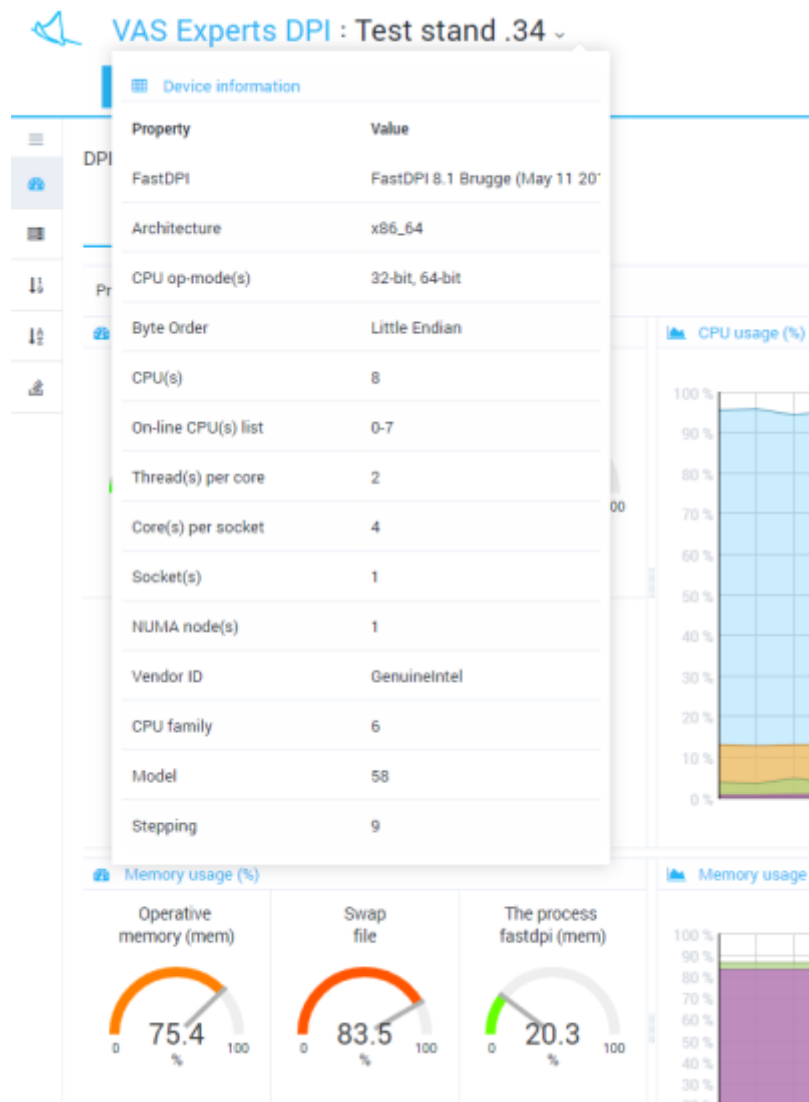 VAS Experts DPI : Test stand .34
Device information
Property Value
DPI
FastDPI FastDPI 8.1 Brugge (May 11 201
Architecture x86_64
CPU op-mode(s) 32-bit, 64-bit
Pr
Byte Order Little Endian
CPU usage (%)
CPU(s) 8
On-line CPU(s) list 0-7
Thread(s) per core 2
Core(s) per socket 4
Socket(s) 1
NUMA node(s) 1
Vendor ID GenuineIntel
CPU family 6
Model 58
Stepping 9
00
100 %
90 %
80 %
70 %
60 %
50 %
40 %
30 %
20 %
10 %
0 %
Memory usage (%)
Memory usage
Operative
memory (mem)
75.4
%
0 100
Swap
file
83.5
%
0 100
The process
fastdpi (mem)
20.3
%
0 100
100 %
90 %
80 %
70 %
60 %
50 %
40 %
30 %